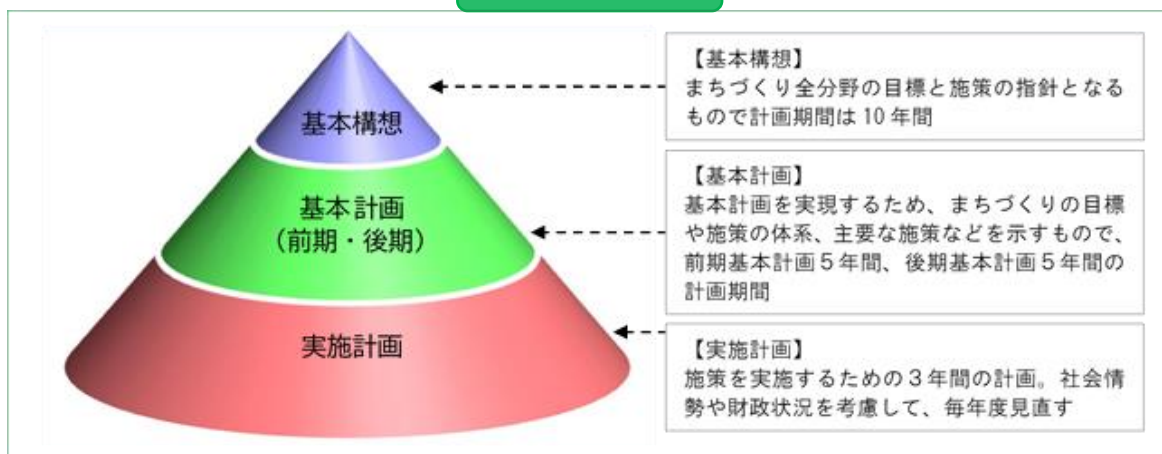 基本構想
基本計画
（前期・後期）
実施計画
【基本構想】
まちづくり全分野の目標と施策の指針となる
もので計画期間は 10 年間
【基本計画】
基本計画を実現するため、まちづくりの目標
や施策の体系、主要な施策などを示すもので、
前期基本計画５年間、後期基本計画５年間の
計画期間
【実施計画】
施策を実施するための３年間の計画。社会情
勢や財政状況を考慮して、毎年度見直す